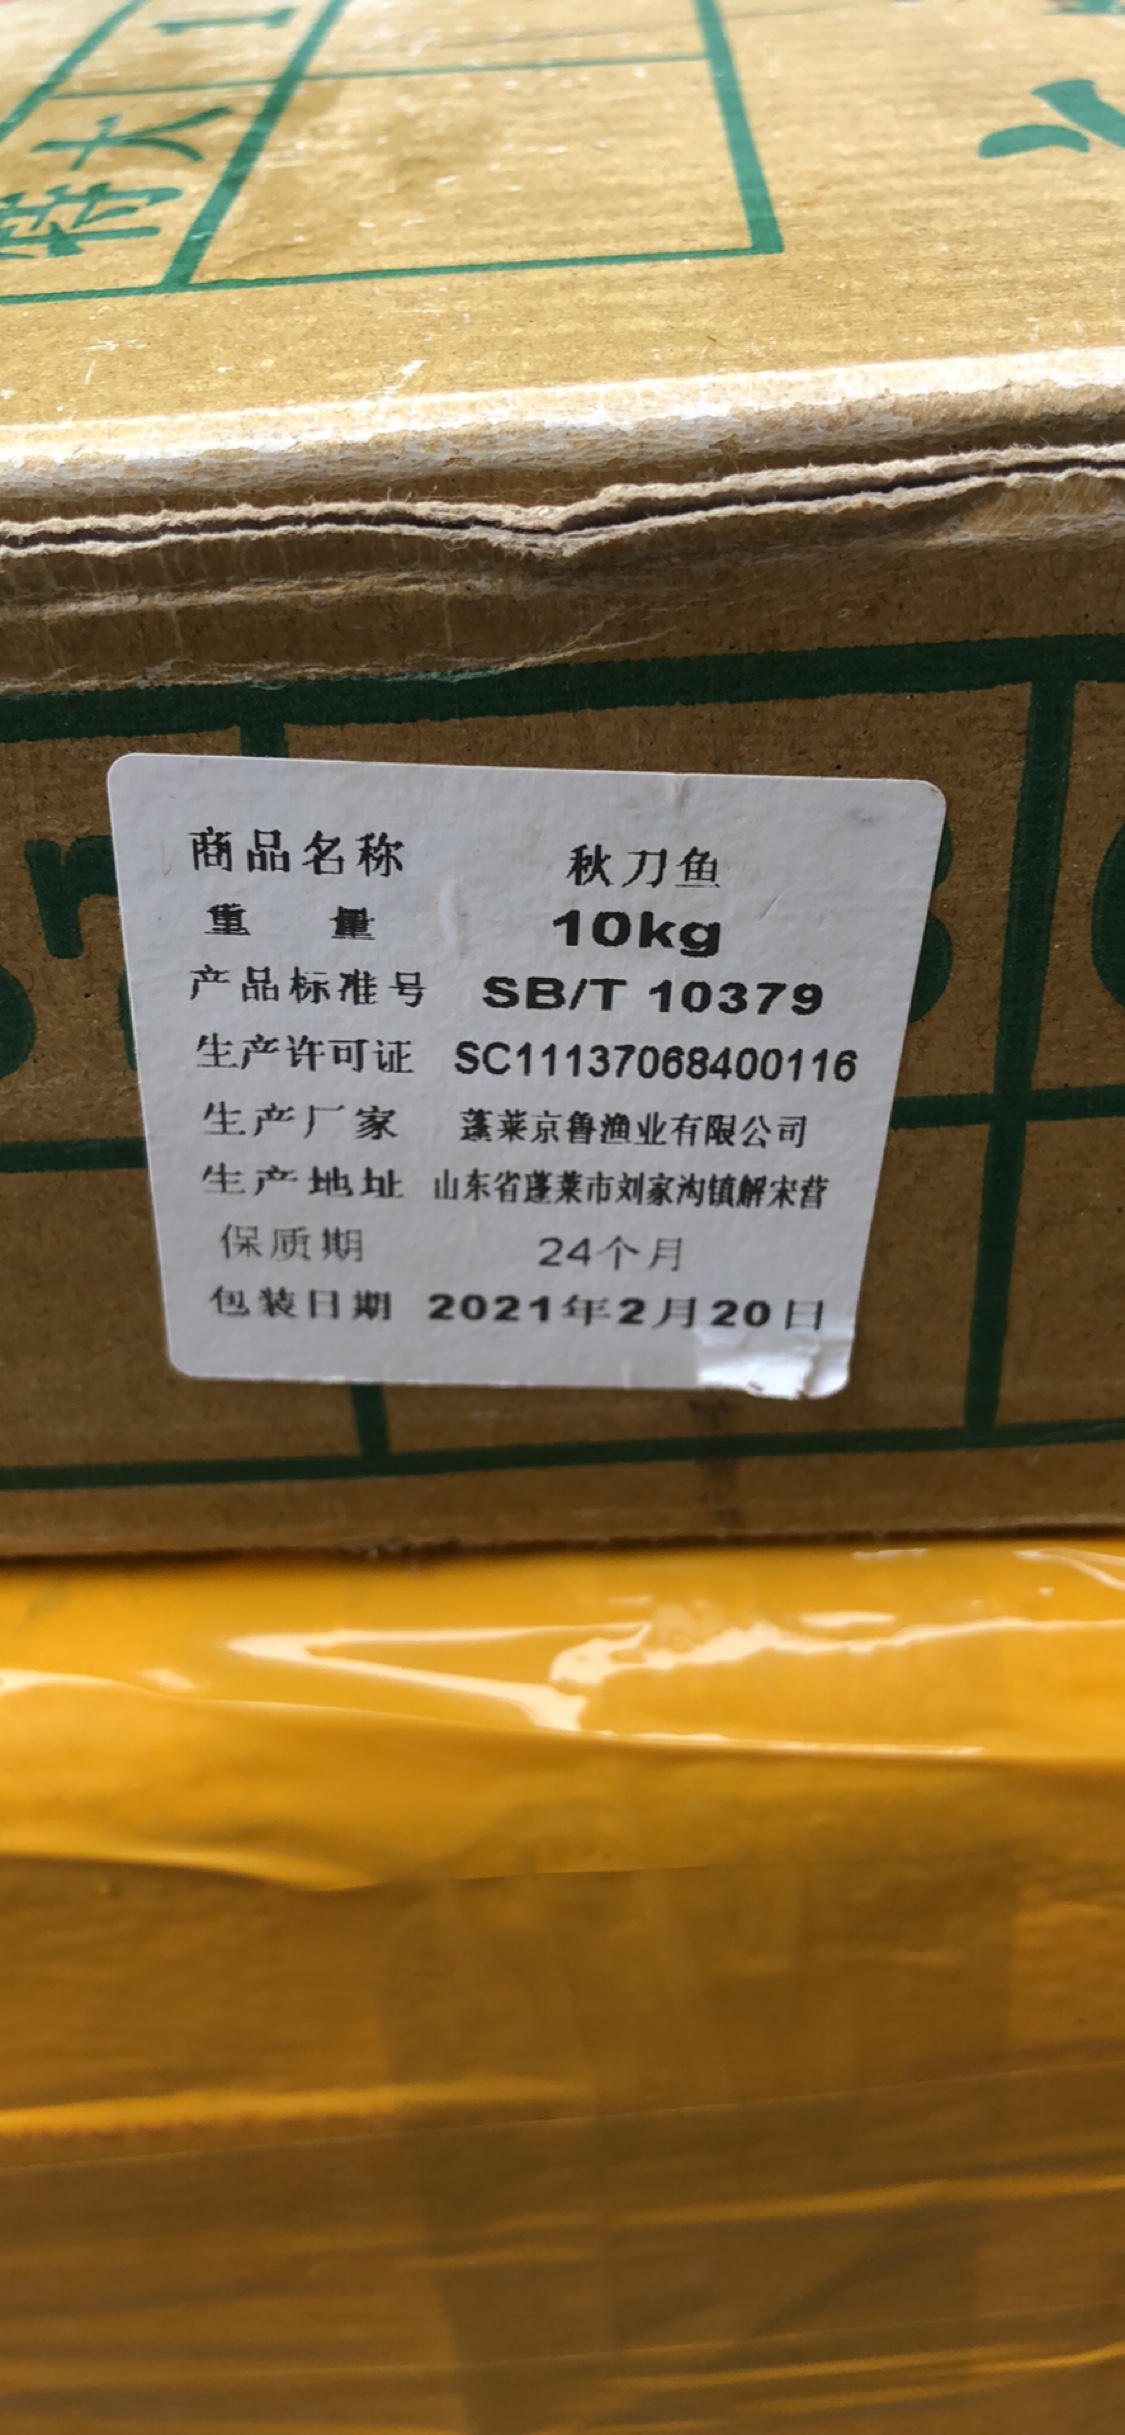 特大
商品名称 秋刀鱼
重 量 10kg
产品标准号 SB/T 10379
生产许可证 SC11137068400116
生产厂家 蓬莱京鲁渔业有限公司
生产地址 山东省蓬莱市刘家沟镇解宋营
保质期 24个月
包装日期 2021年2月20日